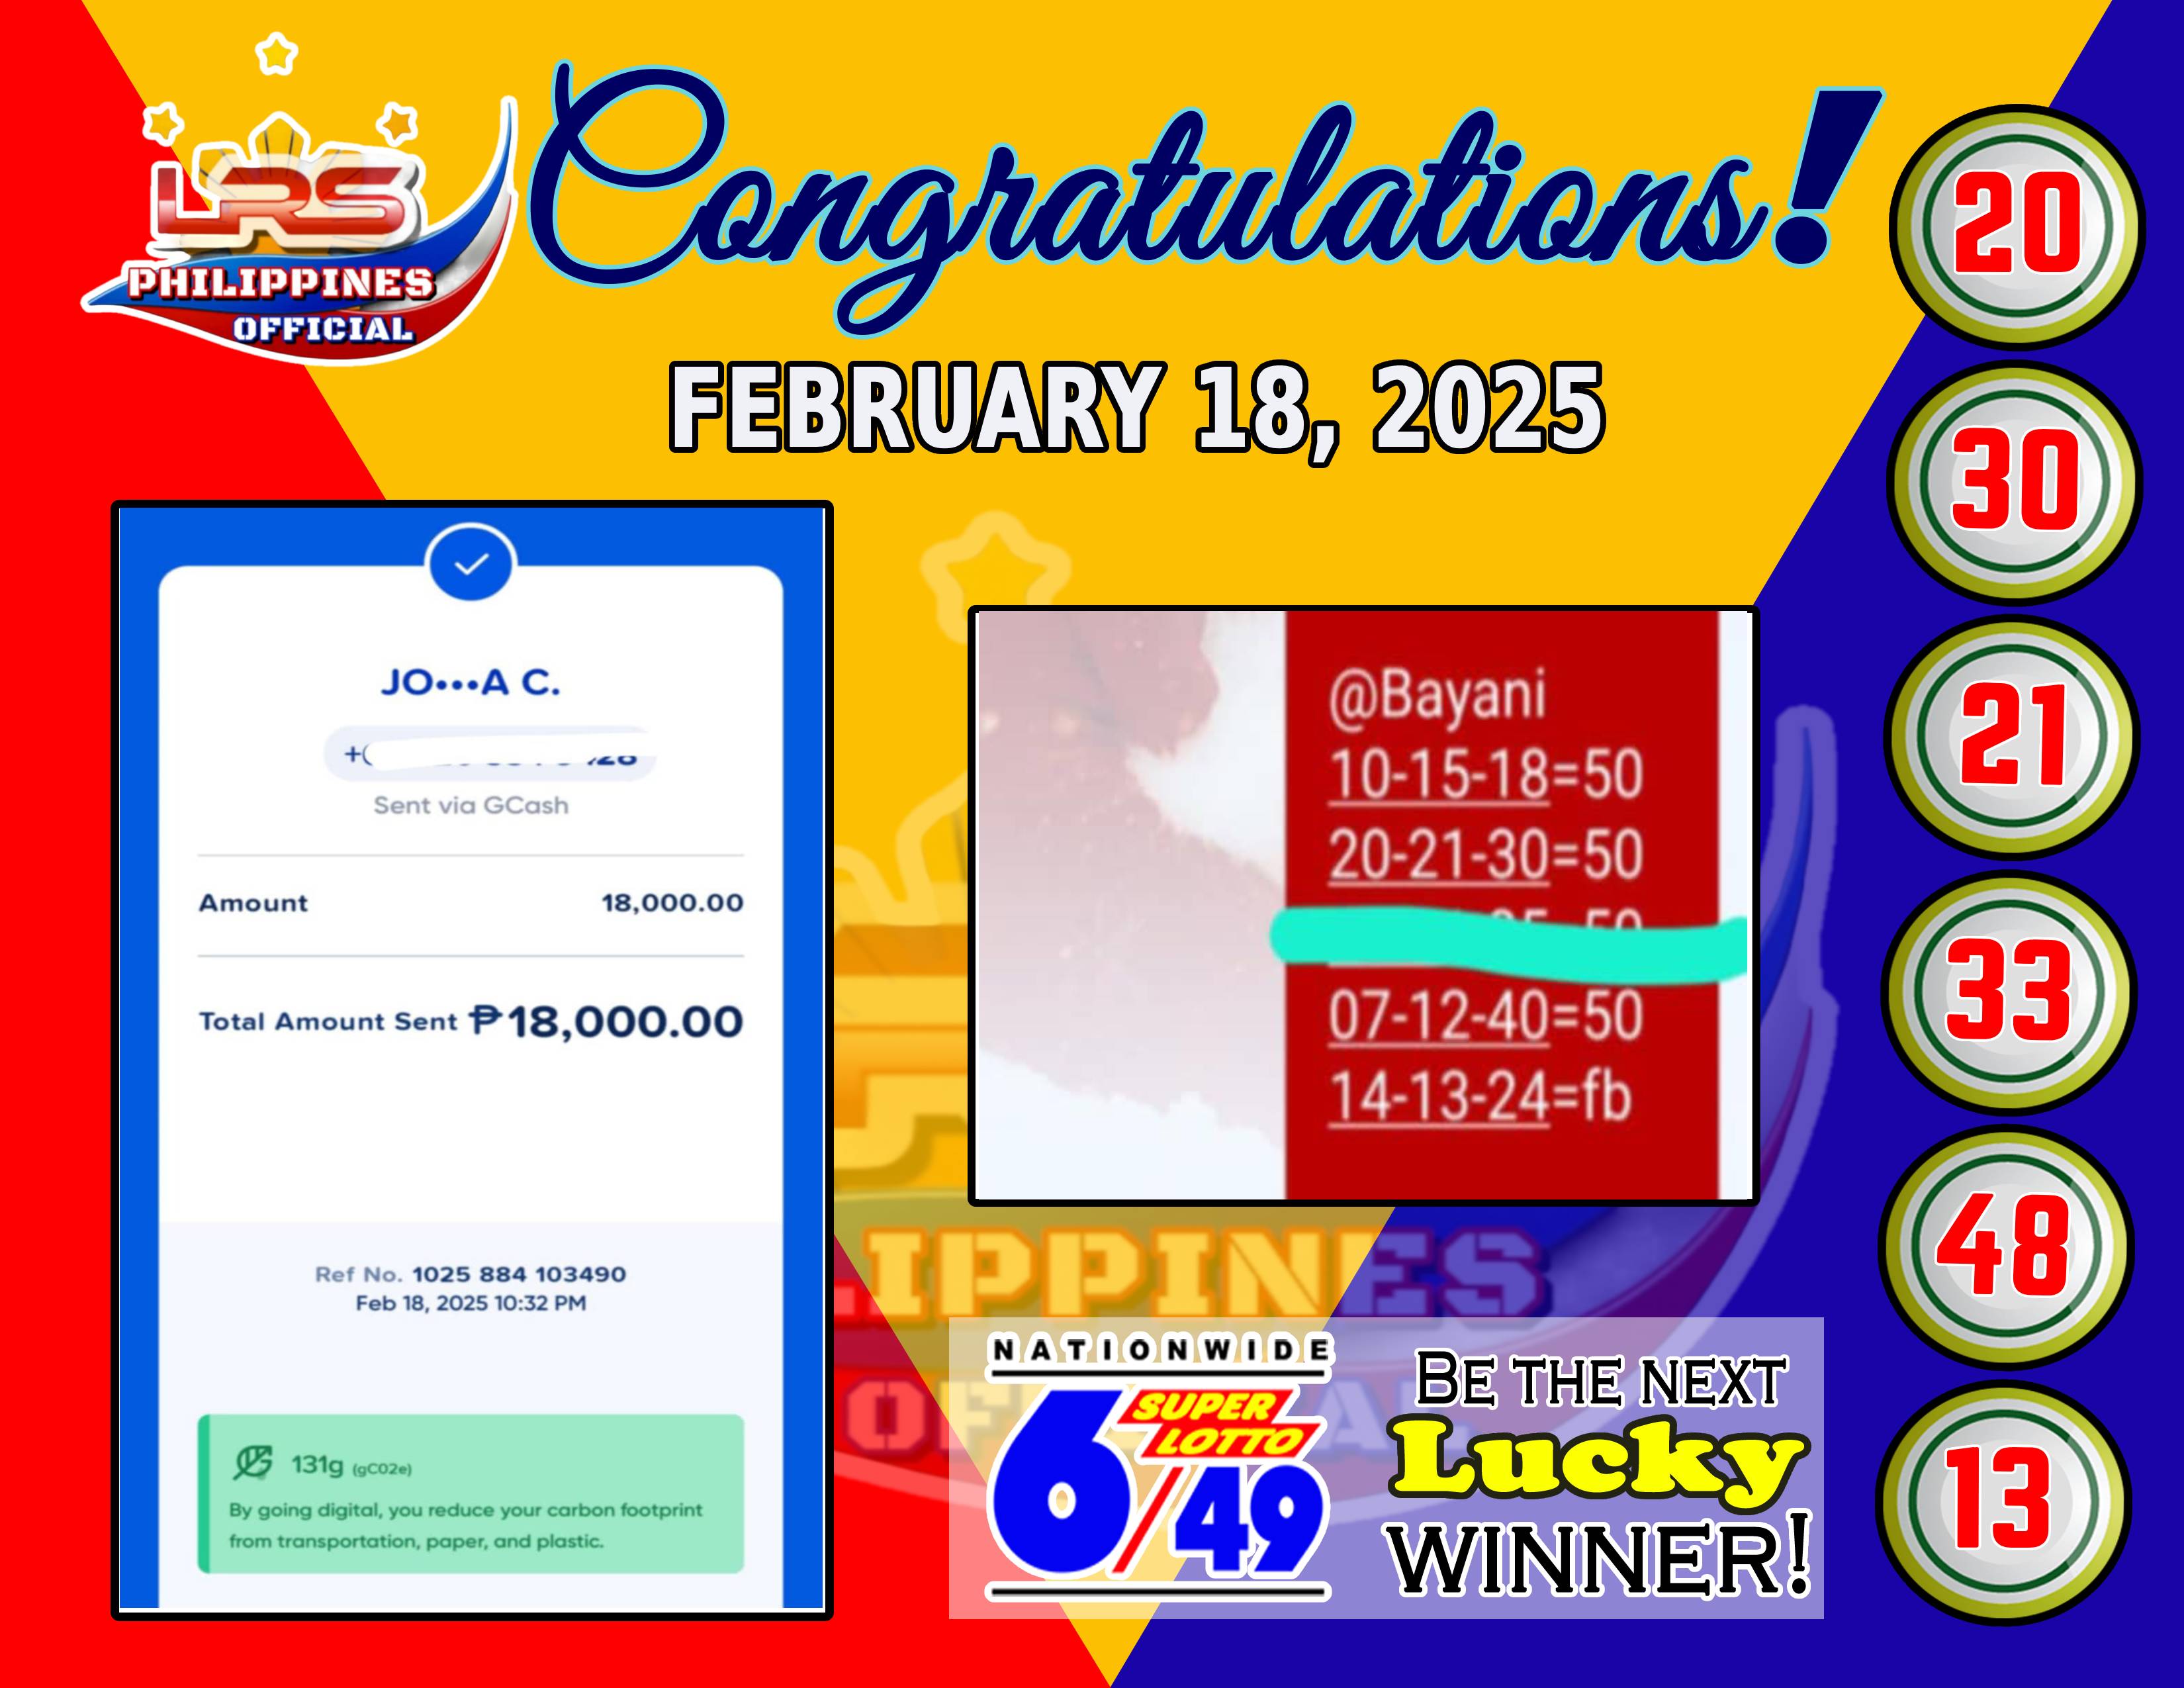 LRS
PHILIPPINES
OFFICIAL
Congratulations!
FEBRUARY 18, 2025
JO•••A C.
Sent via GCash
Amount 18,000.00
Total Amount Sent ₱18,000.00
Ref No. 1025 884 103490
Feb 18, 2025 10:32 PM
131g (gCO2e)
By going digital, you reduce your carbon footprint
from transportation, paper, and plastic.
@Bayani
10-15-18=50
20-21-30=50
07-12-40=50
14-13-24=fb
NATIONWIDE
SUPER
LOTTO
6/49
BE THE NEXT
Lucky
WINNER!
20
30
21
33
48
13